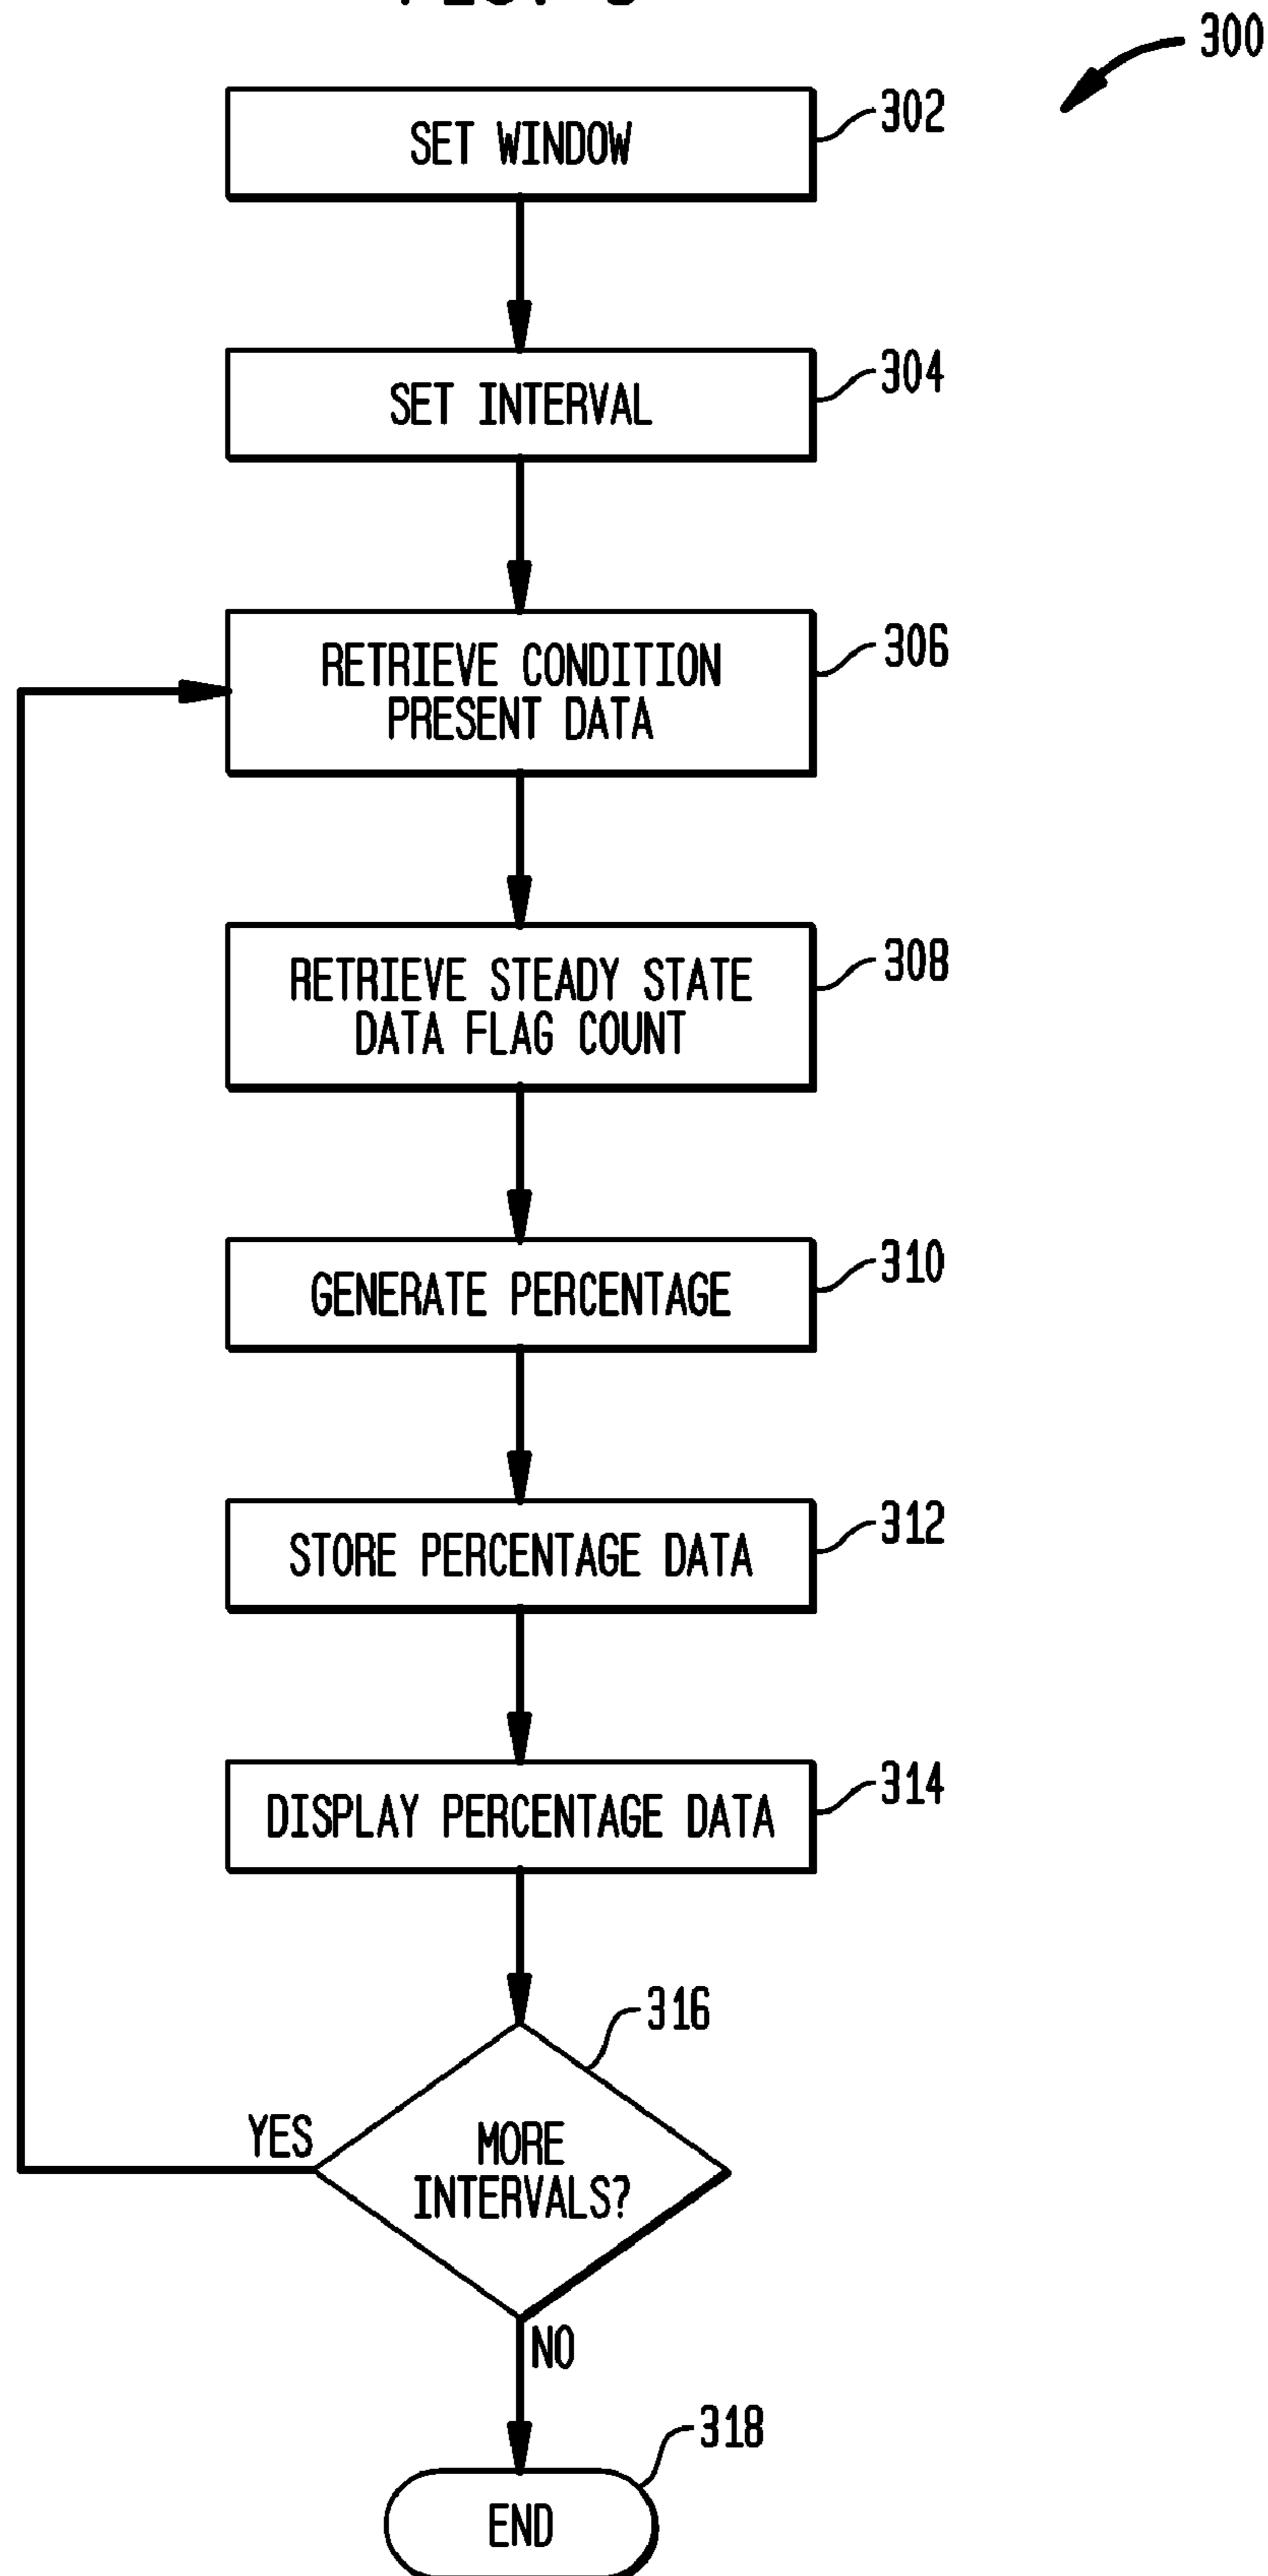 300
SET WINDOW
302
SET INTERVAL
304
RETRIEVE CONDITION
PRESENT DATA
306
RETRIEVE STEADY STATE
DATA FLAG COUNT
308
GENERATE PERCENTAGE
310
STORE PERCENTAGE DATA
312
DISPLAY PERCENTAGE DATA
314
316
YES
MORE
INTERVALS?
NO
318
END